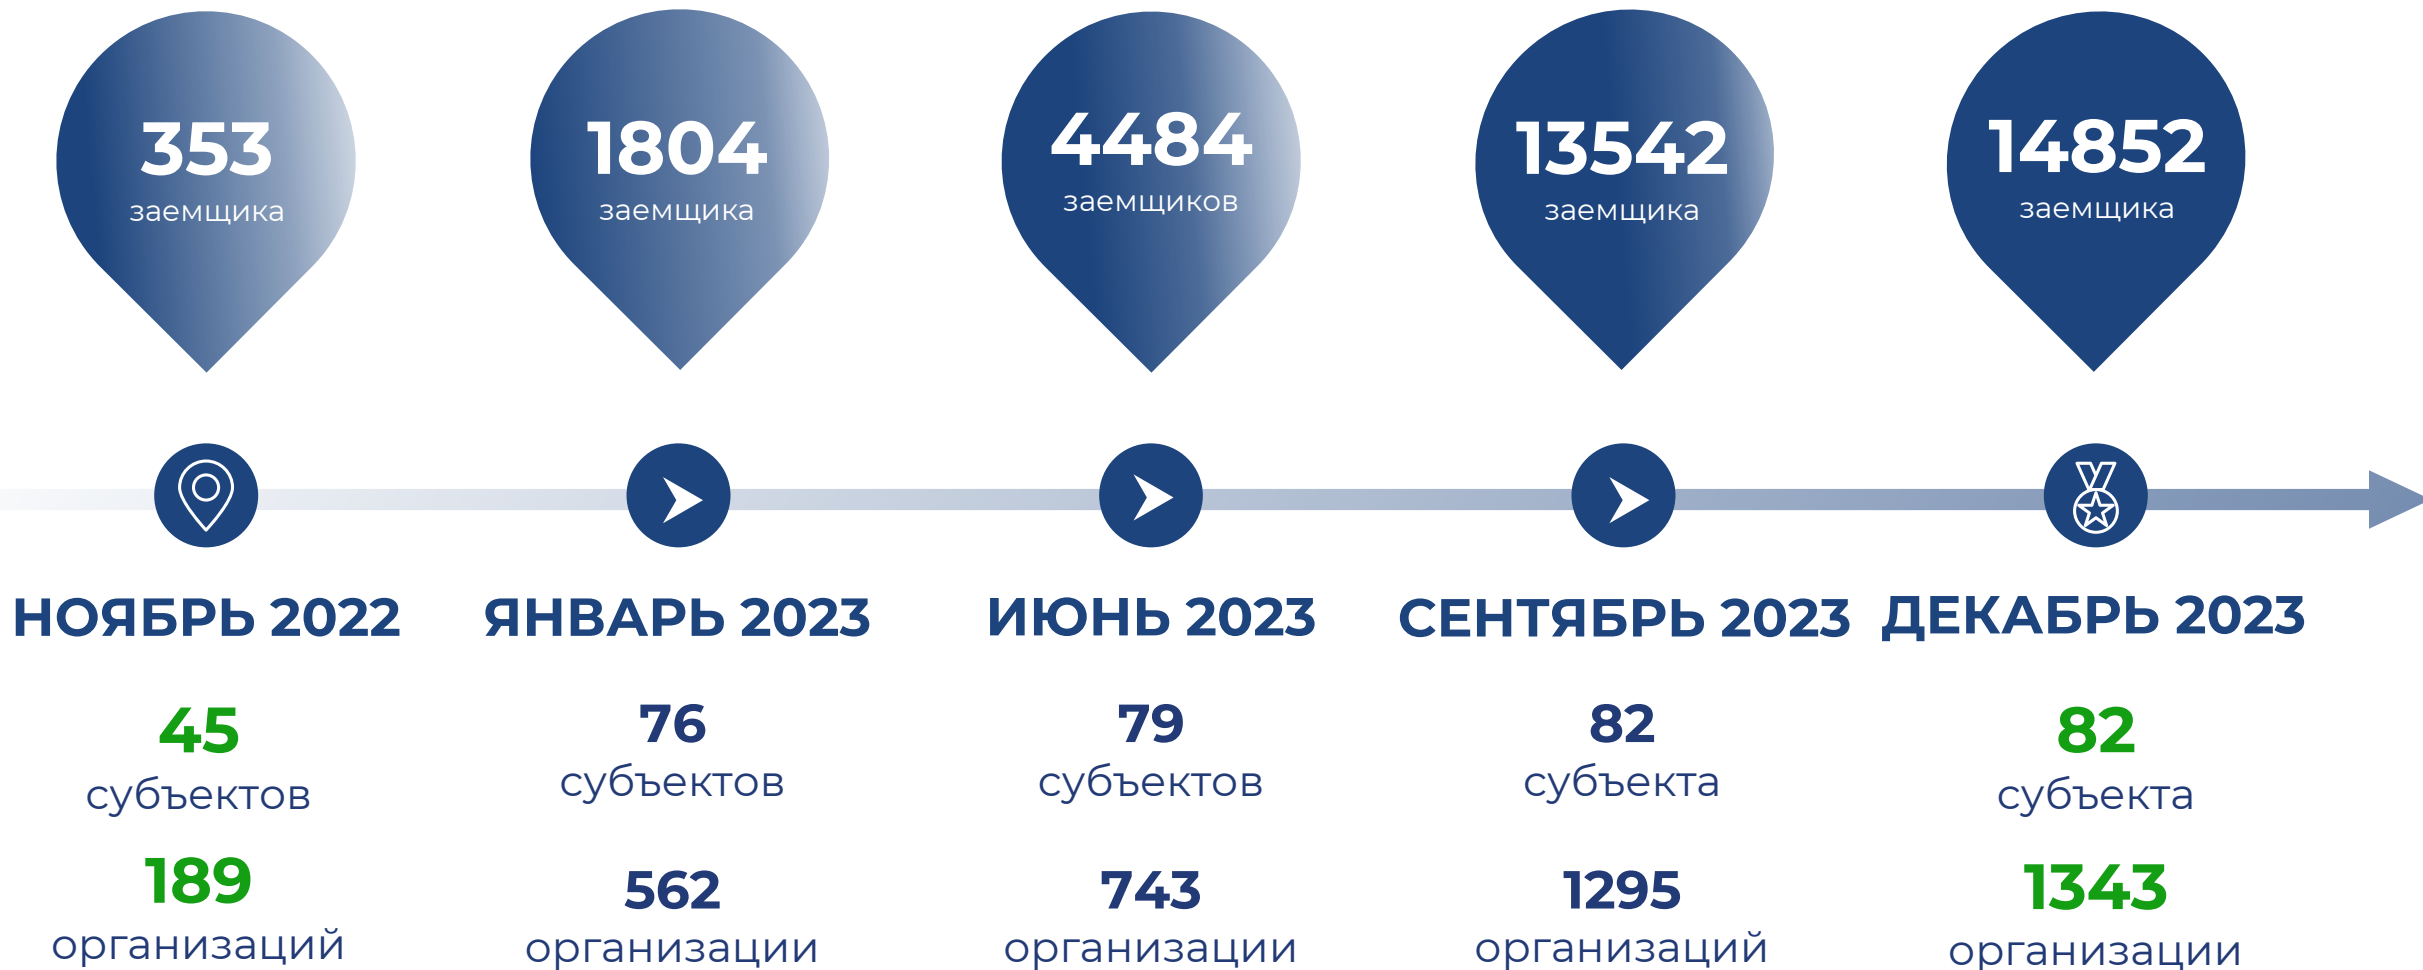 353
заемщика
1804
заемщика
4484
заемщиков
13542
заемщика
14852
заемщика
НОЯБРЬ 2022
ЯНВАРЬ 2023
ИЮНЬ 2023
СЕНТЯБРЬ 2023
ДЕКАБРЬ 2023
45
субъектов
76
субъектов
79
субъектов
82
субъекта
82
субъекта
189
организаций
562
организации
743
организации
1295
организаций
1343
организации